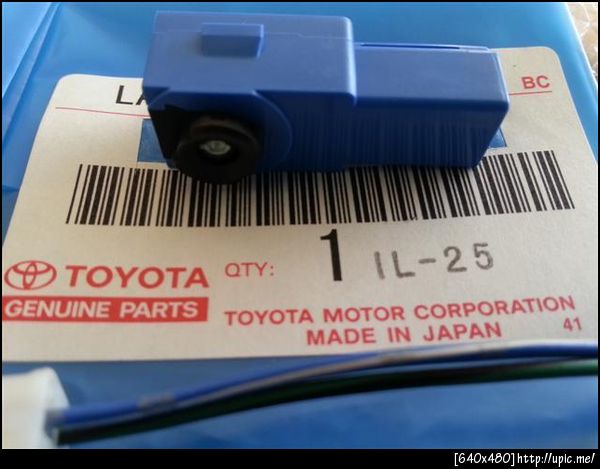 BC
TOYOTA
GENUINE PARTS
QTY: 1 IL-25
TOYOTA MOTOR CORPORATION
MADE IN JAPAN 41
[640x480]http://upic.me/